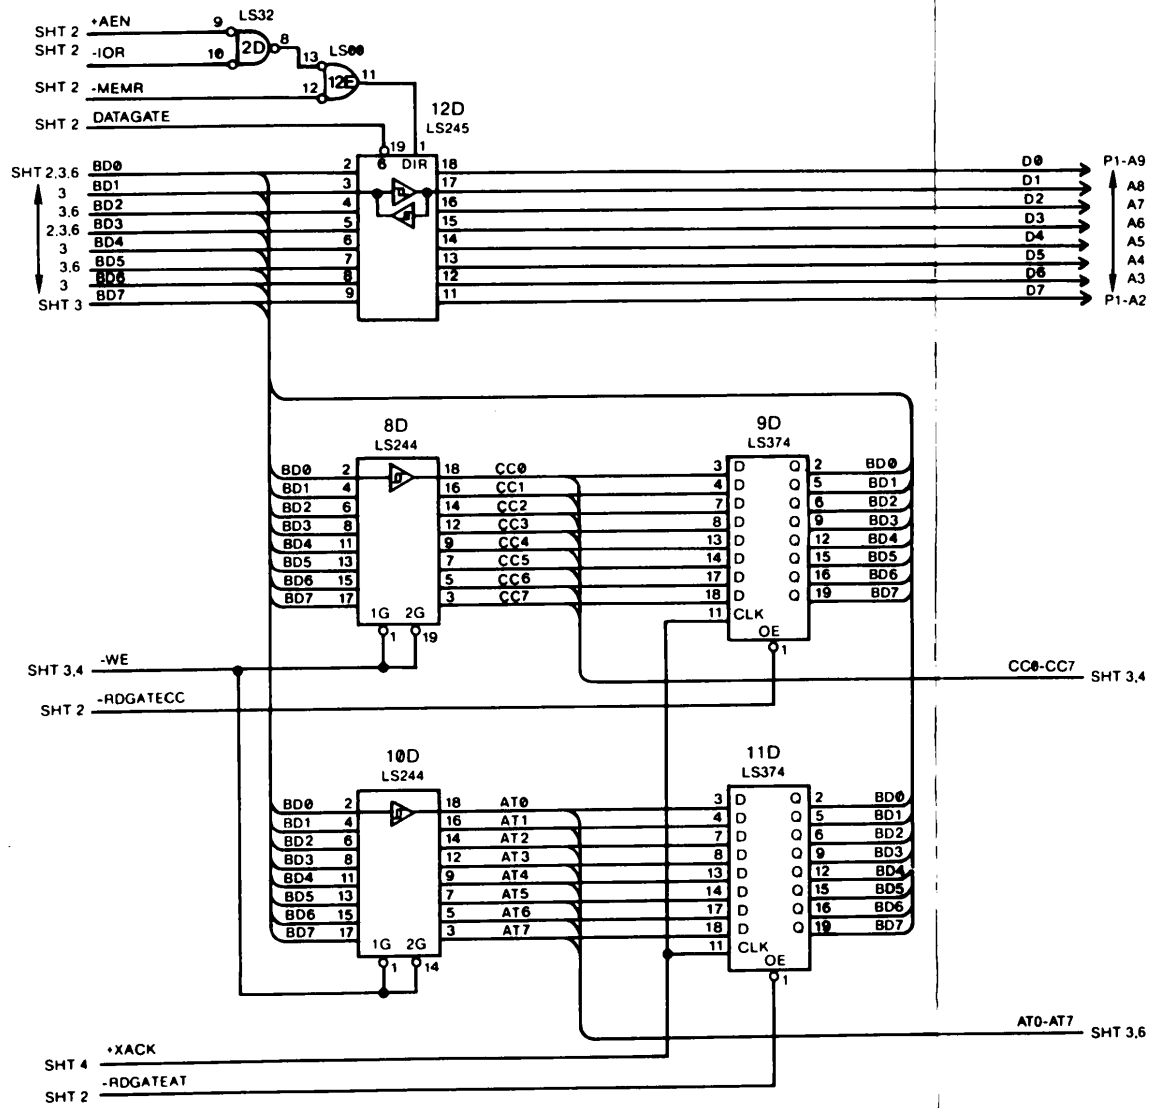 +AEN 9 LS32
SHT 2 2D 8
SHT 2 -IOR 10 13 LS00
12E 11
SHT 2 -MEMR 12
SHT 2 DATAGATE
12D
LS245
19 1
6 DIR
SHT 2,3,6 BD0 2 18 D0 P1-A9
3 BD1 3 17 D1 A8
3,6 BD2 4 16 D2 A7
2,3,6 BD3 5 15 D3 A6
3 BD4 6 14 D4 A5
3,6 BD5 7 13 D5 A4
3 BD6 8 12 D6 A3
SHT 3 BD7 9 11 D7 P1-A2
8D 9D
LS244 LS374
BD0 2 18 CC0 3 D Q 2 BD0
BD1 4 16 CC1 4 D Q 5 BD1
BD2 6 14 CC2 7 D Q 6 BD2
BD3 8 12 CC3 8 D Q 9 BD3
BD4 11 9 CC4 13 D Q 12 BD4
BD5 13 7 CC5 14 D Q 15 BD5
BD6 15 5 CC6 17 D Q 16 BD6
BD7 17 3 CC7 18 D Q 19 BD7
1G 2G 11 CLK
1 19 OE
1
SHT 3,4 -WE CC0-CC7 SHT 3,4
SHT 2 -RDGATECC
10D 11D
LS244 LS374
BD0 2 18 AT0 3 D Q 2 BD0
BD1 4 16 AT1 4 D Q 5 BD1
BD2 6 14 AT2 7 D Q 6 BD2
BD3 8 12 AT3 8 D Q 9 BD3
BD4 11 9 AT4 13 D Q 12 BD4
BD5 13 7 AT5 14 D Q 15 BD5
BD6 15 5 AT6 17 D Q 16 BD6
BD7 17 3 AT7 18 D Q 19 BD7
1G 2G 11 CLK
1 14 OE
1
AT0-AT7 SHT 3,6
SHT 4 +XACK
SHT 2 -RDGATEAT